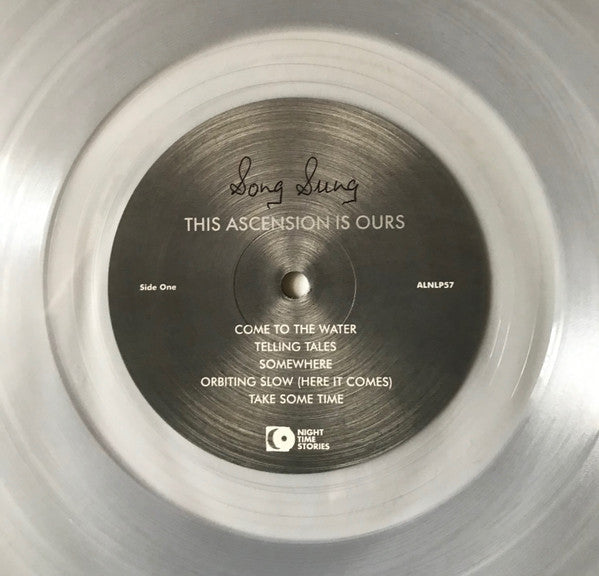 Song Sung
THIS ASCENSION IS OURS
Side One
ALNLP57
COME TO THE WATER
TELLING TALES
SOMEWHERE
ORBITING SLOW (HERE IT COMES)
TAKE SOME TIME
NIGHT
TIME
STORIES